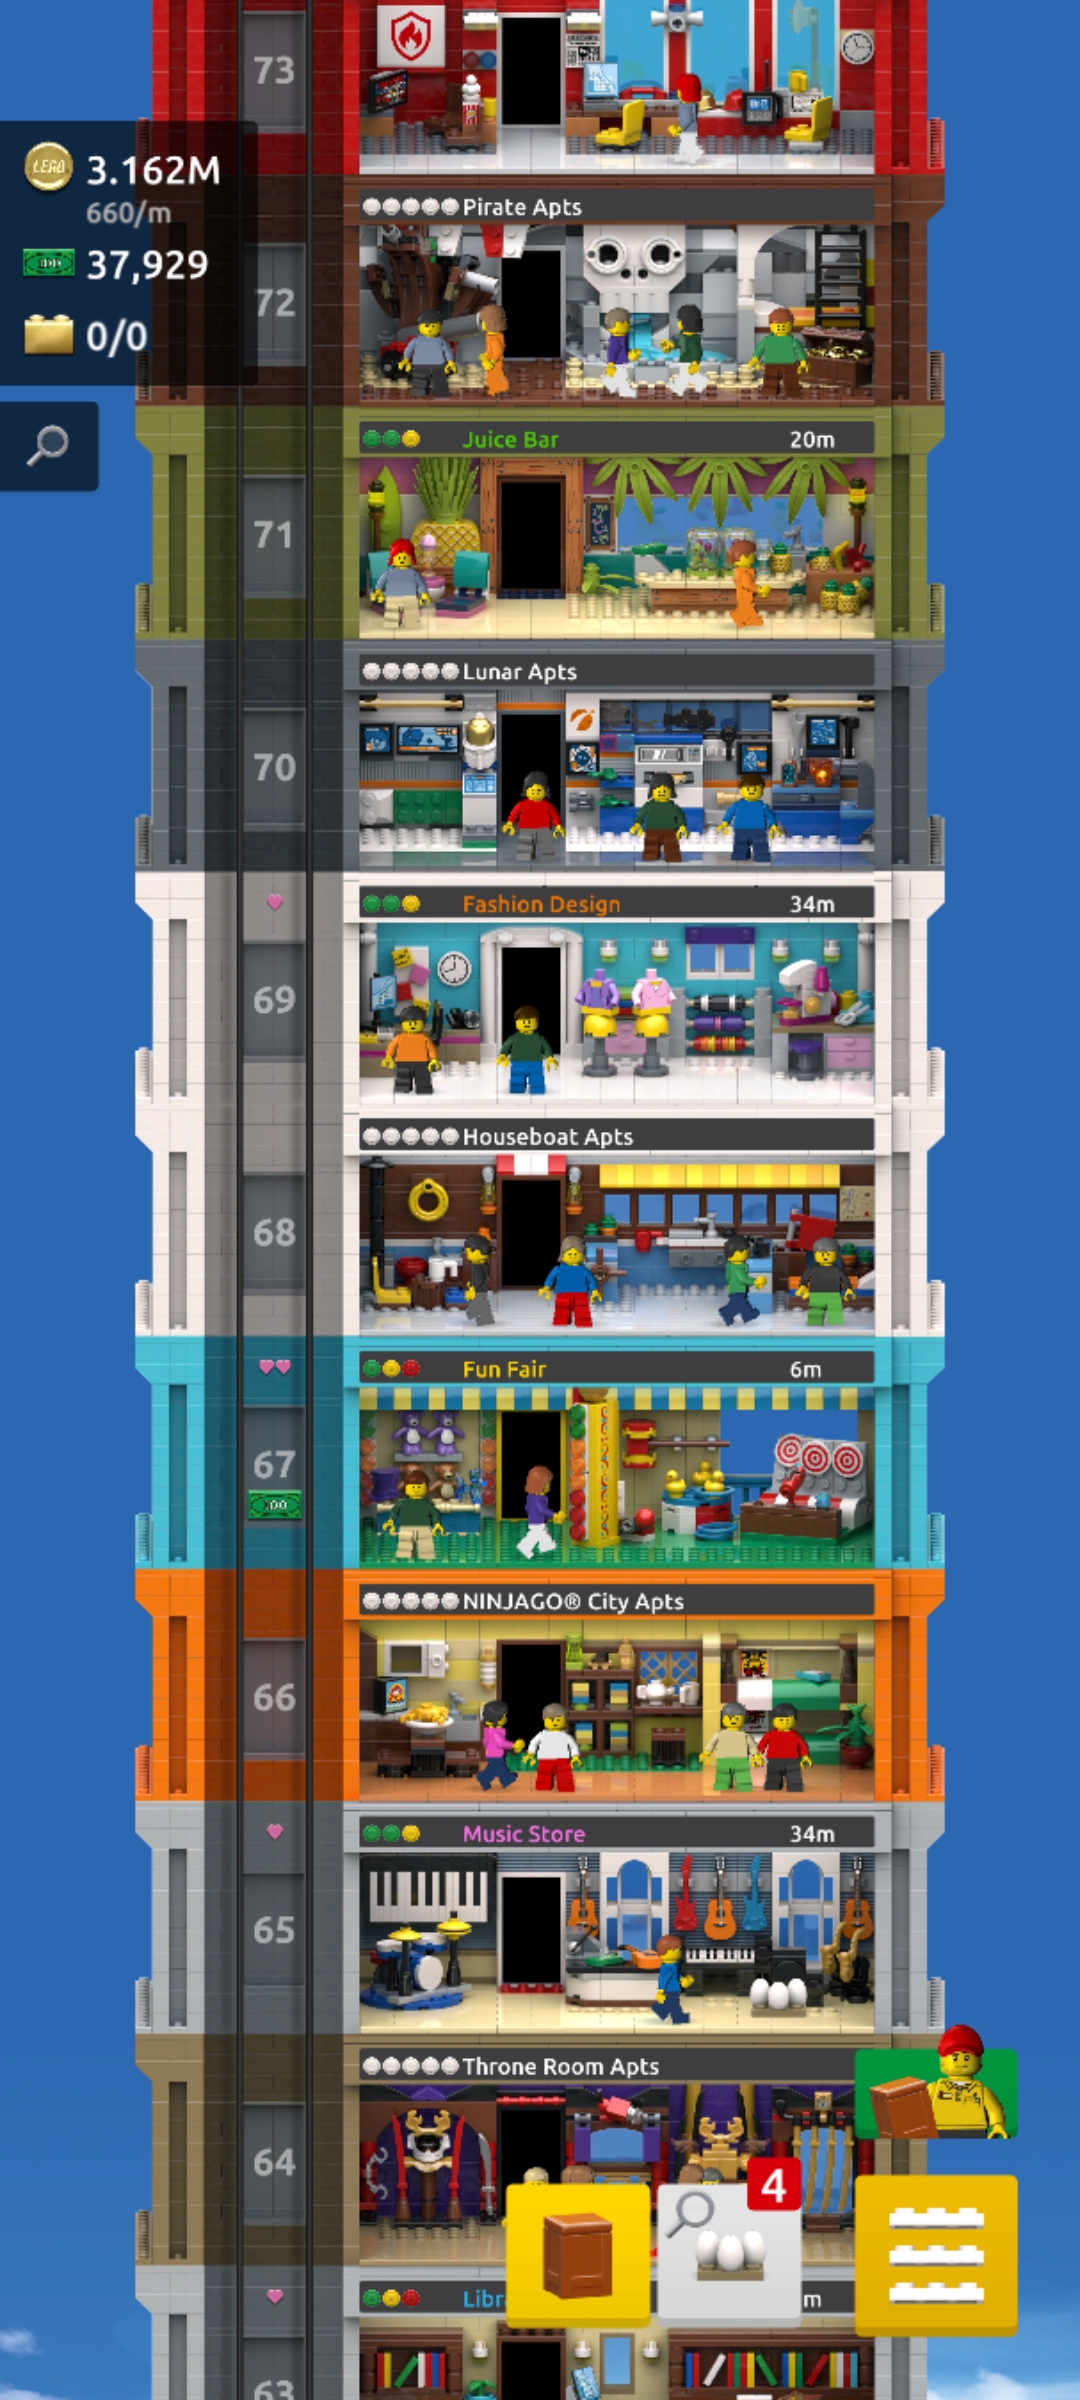 73
LEGO
3.162M
660/m
37,929
0/0
Pirate Apts
72
Juice Bar 20m
71
Lunar Apts
70
Fashion Design 34m
69
Houseboat Apts
68
Fun Fair 6m
67
NINJAGO® City Apts
66
Music Store 34m
65
Throne Room Apts
64
4
Libr
m
63